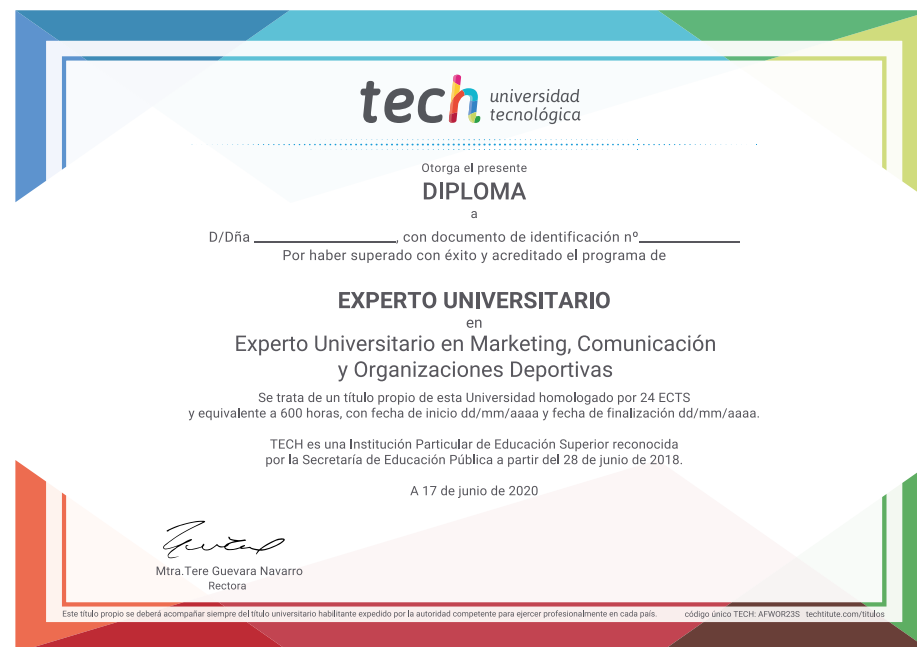 tech universidad
tecnológica
Otorga el presente
DIPLOMA
a
D/Dña ________________, con documento de identificación nº____________
Por haber superado con éxito y acreditado el programa de
EXPERTO UNIVERSITARIO
en
Experto Universitario en Marketing, Comunicación
y Organizaciones Deportivas
Se trata de un título propio de esta Universidad homologado por 24 ECTS
y equivalente a 600 horas, con fecha de inicio dd/mm/aaaa y fecha de finalización dd/mm/aaaa.
TECH es una Institución Particular de Educación Superior reconocida
por la Secretaría de Educación Pública a partir del 28 de junio de 2018.
A 17 de junio de 2020
Mtra.Tere Guevara Navarro
Rectora
Este título propio se deberá acompañar siempre del título universitario habilitante expedido por la autoridad competente para ejercer profesionalmente en cada país. código único TECH: AFWOR23S techtitute.com/titulos